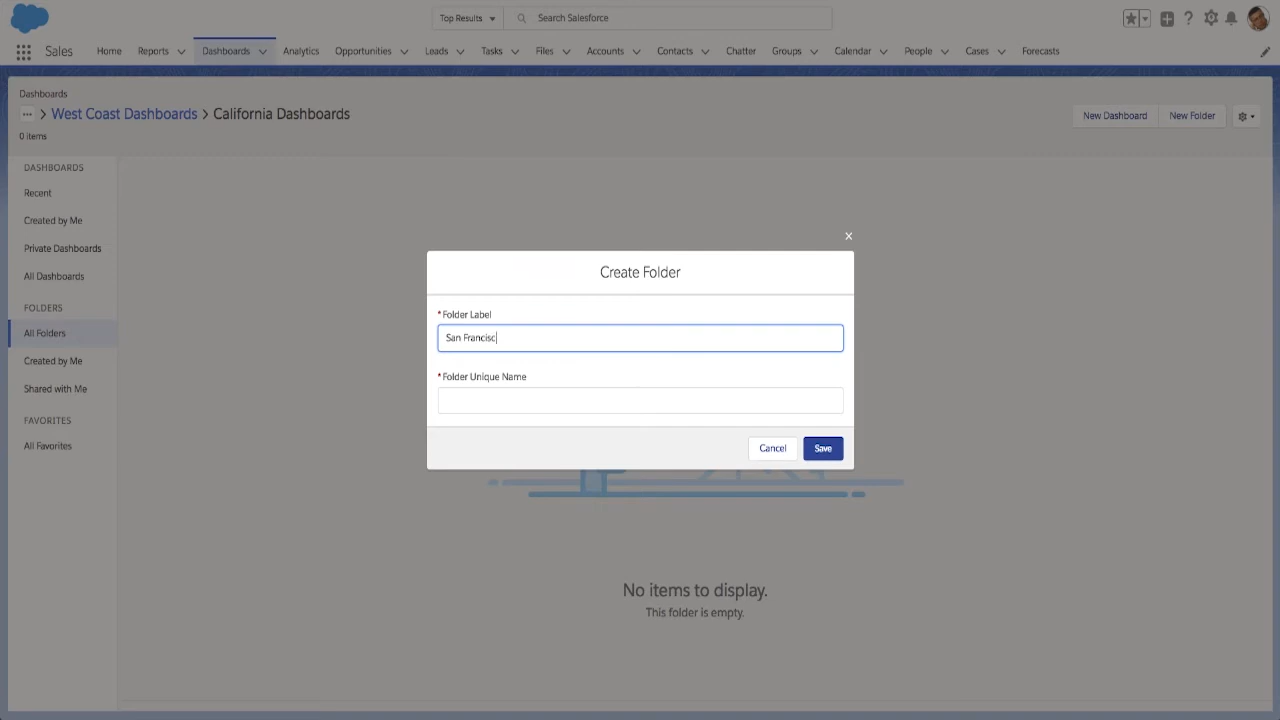 Top Results
Search Salesforce
Sales
Home
Reports
Dashboards
Analytics
Opportunities
Leads
Tasks
Files
Accounts
Contacts
Chatter
Groups
Calendar
People
Cases
Forecasts
Dashboards
... > West Coast Dashboards > California Dashboards
0 items
New Dashboard
New Folder
DASHBOARDS
Recent
Created by Me
Private Dashboards
All Dashboards
FOLDERS
All Folders
Created by Me
Shared with Me
FAVORITES
All Favorites
Create Folder
* Folder Label
San Francisc
* Folder Unique Name
Cancel
Save
No items to display.
This folder is empty.